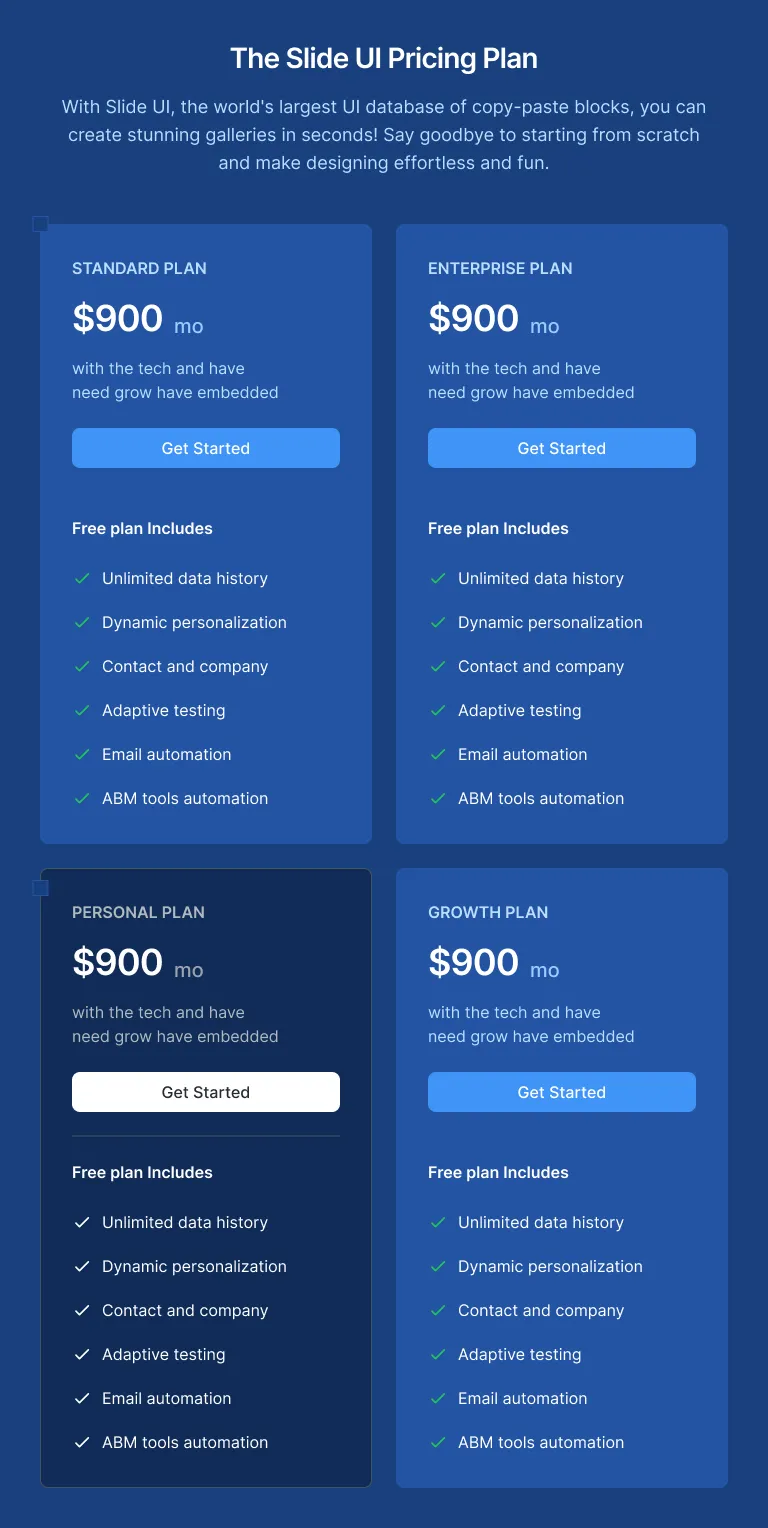 The Slide UI Pricing Plan
With Slide UI, the world's largest UI database of copy-paste blocks, you can
create stunning galleries in seconds! Say goodbye to starting from scratch
and make designing effortless and fun.
STANDARD PLAN
$900 mo
with the tech and have
need grow have embedded
Get Started
Free plan Includes
Unlimited data history
Dynamic personalization
Contact and company
Adaptive testing
Email automation
ABM tools automation
ENTERPRISE PLAN
$900 mo
with the tech and have
need grow have embedded
Get Started
Free plan Includes
Unlimited data history
Dynamic personalization
Contact and company
Adaptive testing
Email automation
ABM tools automation
PERSONAL PLAN
$900 mo
with the tech and have
need grow have embedded
Get Started
Free plan Includes
Unlimited data history
Dynamic personalization
Contact and company
Adaptive testing
Email automation
ABM tools automation
GROWTH PLAN
$900 mo
with the tech and have
need grow have embedded
Get Started
Free plan Includes
Unlimited data history
Dynamic personalization
Contact and company
Adaptive testing
Email automation
ABM tools automation